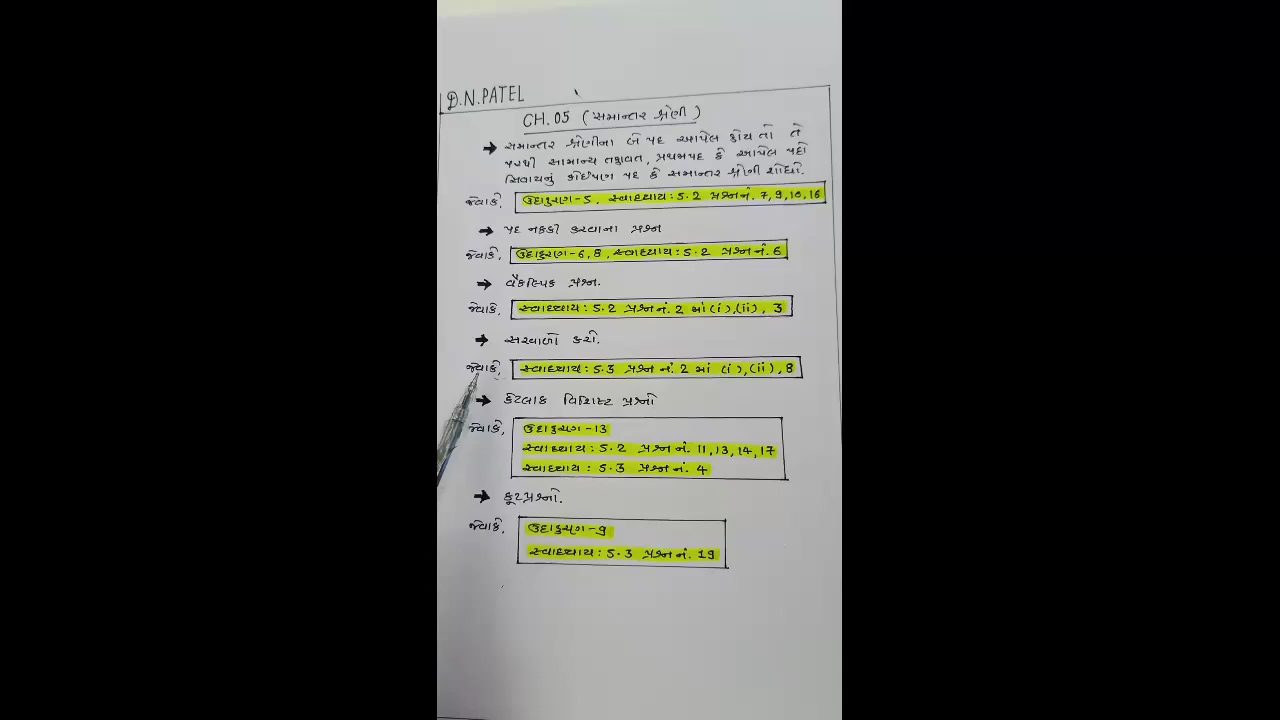 D.N.PATEL
CH.05 (સમાન્તર શ્રેણી)
→ સમાન્તર શ્રેણીના બે પદ આપેલ હોય તો તે
પરથી સામાન્ય તફાવત, પ્રથમપદ કે આપેલ પદો
સિવાયનું કોઈપણ પદ કે સમાન્તર શ્રેણી શોધો.
જેવાકે, ઉદાહરણ-5, સ્વાધ્યાય: 5.2 પ્રશ્ન નં. 7,9,10,16
→ પદ નક્કી કરવાના પ્રશ્ન
જેવાકે, ઉદાહરણ-6,8, સ્વાધ્યાય: 5.2 પ્રશ્ન નં. 6
→ વૈકલ્પિક પ્રશ્ન.
જેવાકે, સ્વાધ્યાય: 5.2 પ્રશ્ન નં. 2 માં (i),(ii), 3
→ સરવાળો કરો.
જેવાકે, સ્વાધ્યાય: 5.3 પ્રશ્ન નં. 2 માં (i),(ii), 8
→ કેટલાક વિશિષ્ટ પ્રશ્નો
જેવાકે, ઉદાહરણ-13
સ્વાધ્યાય: 5.2 પ્રશ્ન નં. 11,13,14,17
સ્વાધ્યાય: 5.3 પ્રશ્ન નં. 4
→ કૂટપ્રશ્નો.
જેવાકે, ઉદાહરણ-9
સ્વાધ્યાય: 5.3 પ્રશ્ન નં. 19